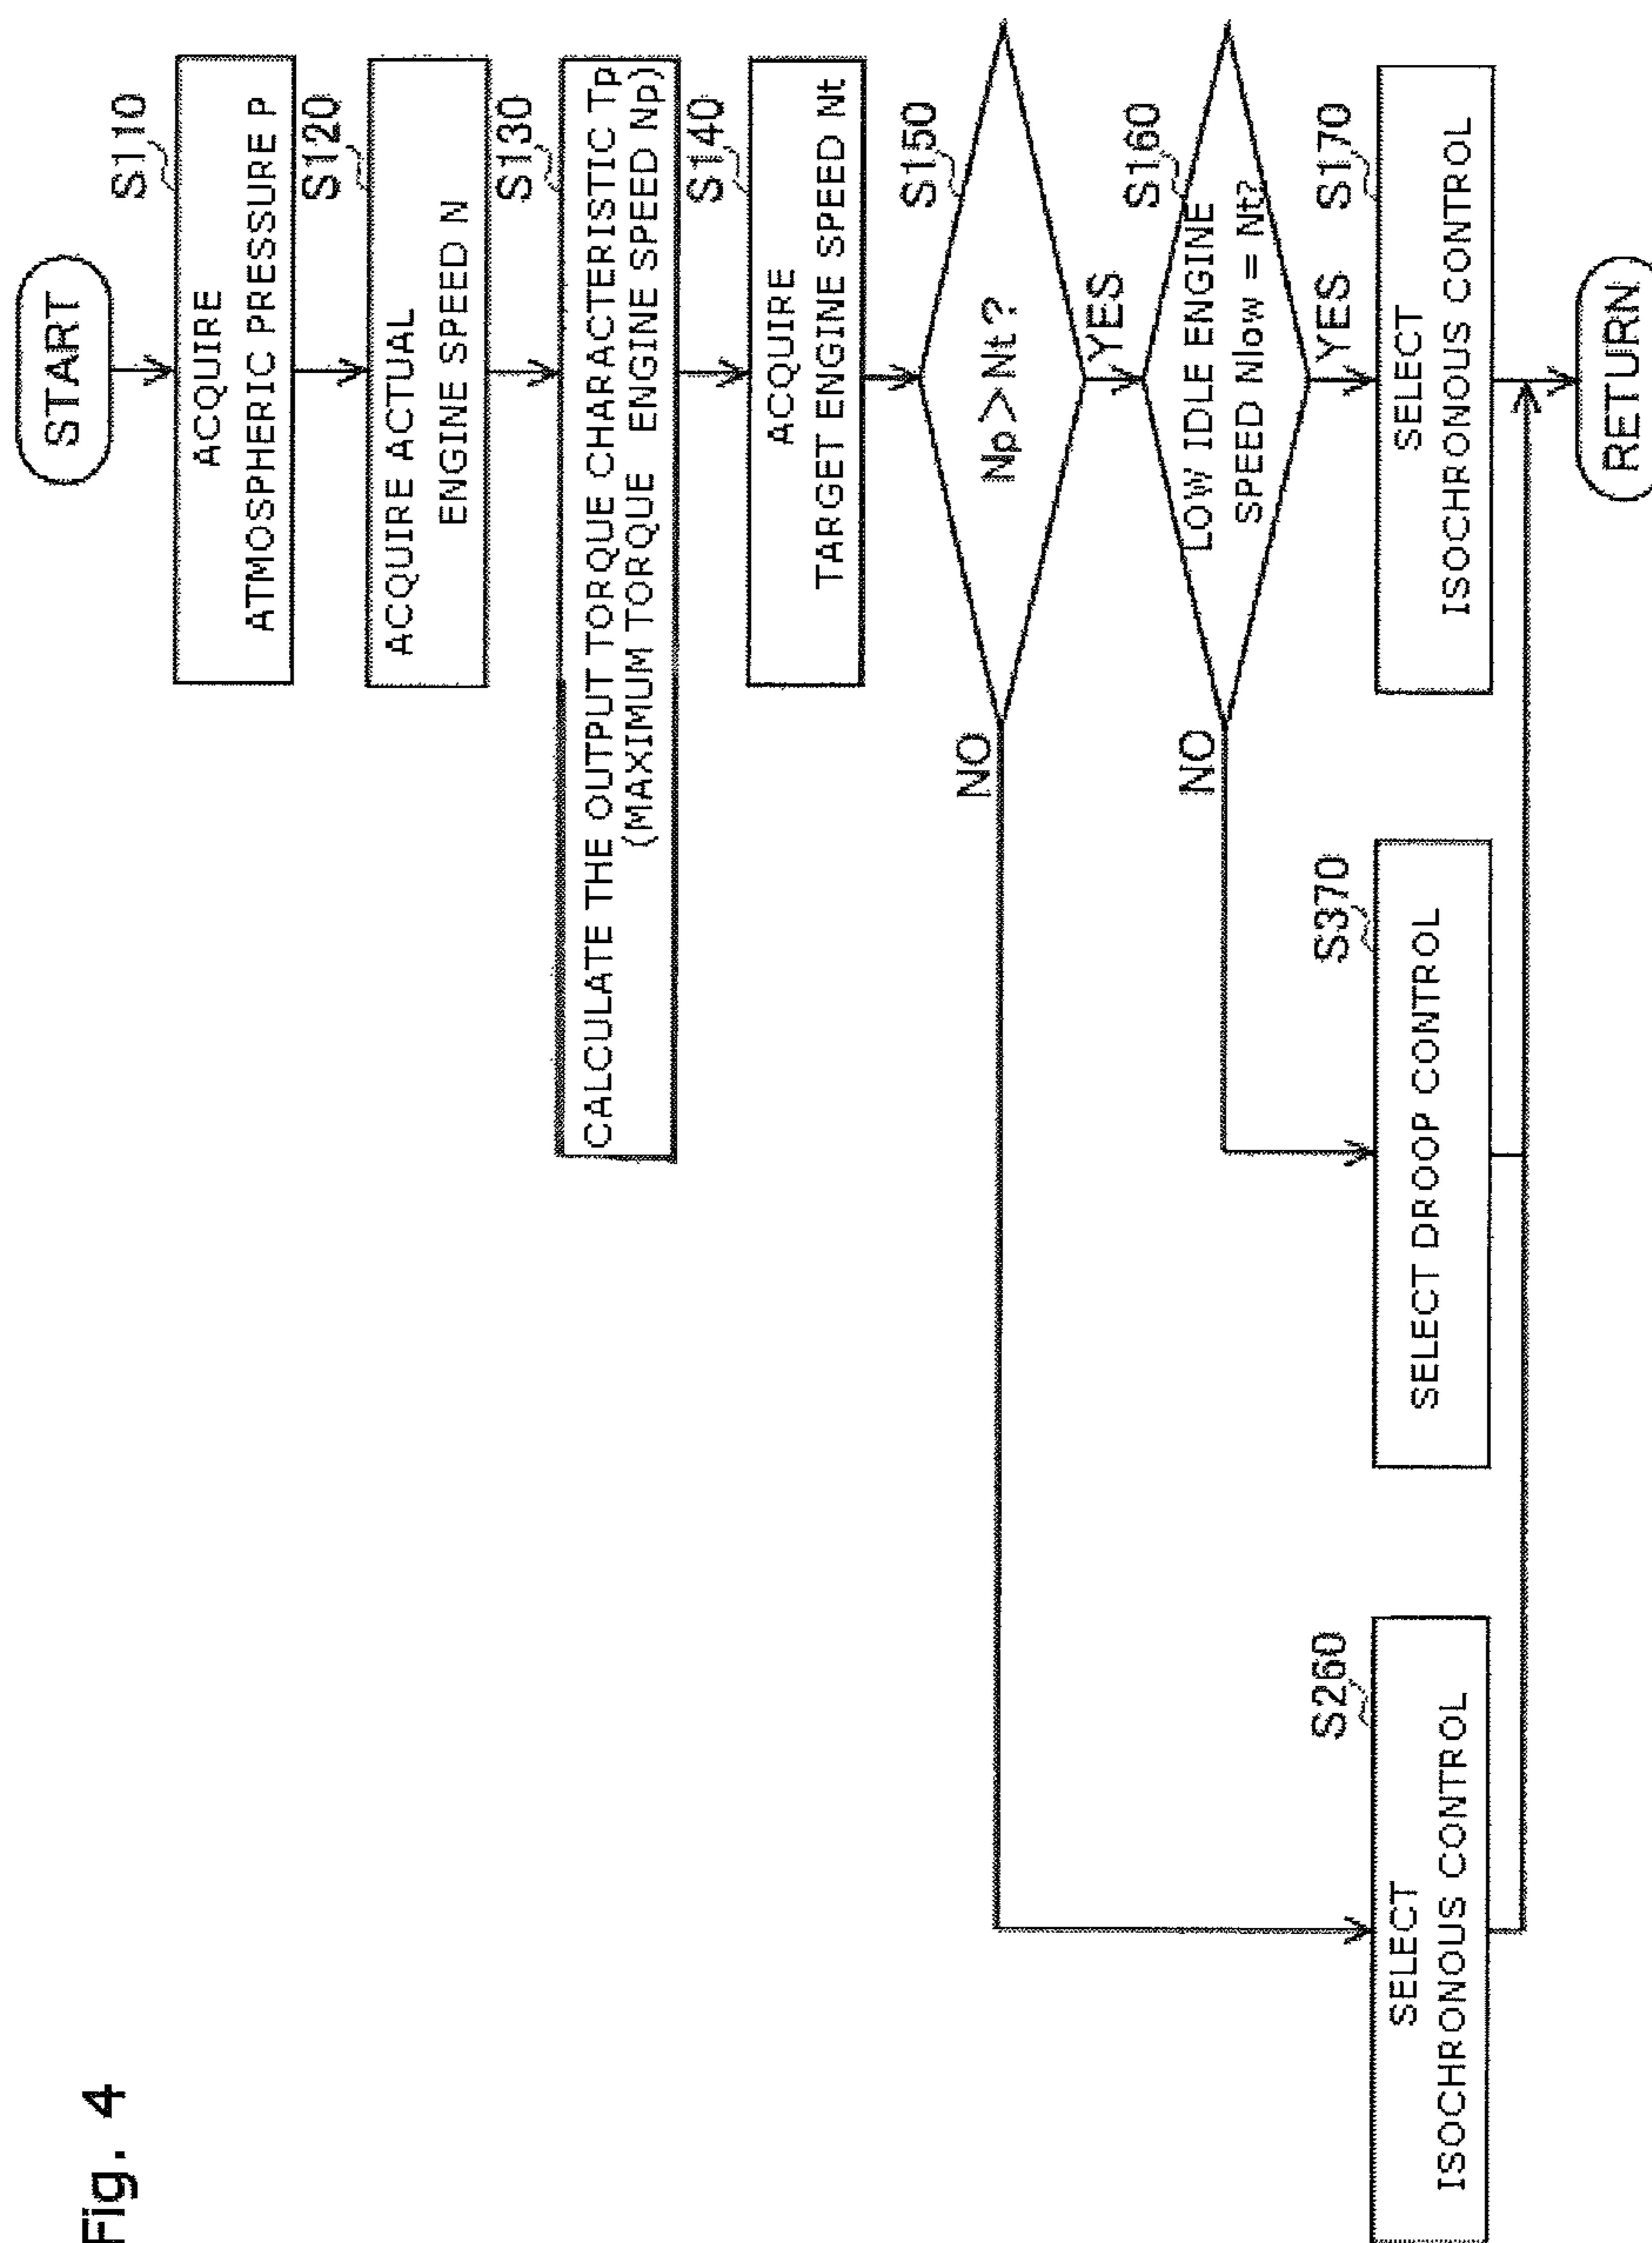 Fig. 4
START
S110
ACQUIRE
ATMOSPHERIC PRESSURE P
S120
ACQUIRE ACTUAL
ENGINE SPEED N
S130
CALCULATE THE OUTPUT TORQUE CHARACTERISTIC Tp
(MAXIMUM TORQUE ENGINE SPEED Np)
S140
ACQUIRE
TARGET ENGINE SPEED Nt
S150
Np>Nt?
NO
YES
S160
LOW IDLE ENGINE
SPEED Nlow = Nt?
NO
YES
S260
SELECT
ISOCHRONOUS CONTROL
S370
SELECT DROOP CONTROL
S170
SELECT
ISOCHRONOUS CONTROL
RETURN